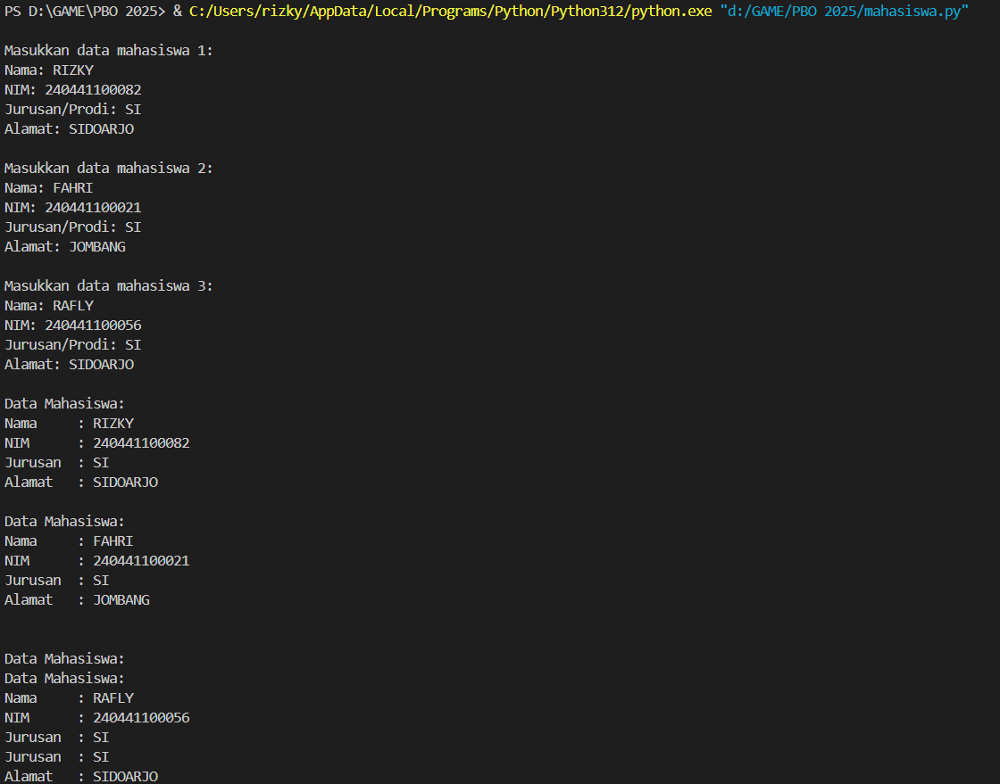 PS D:\GAME\PBO 2025> & C:/Users/rizky/AppData/Local/Programs/Python/Python312/python.exe "d:/GAME/PBO 2025/mahasiswa.py"
Masukkan data mahasiswa 1:
Nama: RIZKY
NIM: 240441100082
Jurusan/Prodi: SI
Alamat: SIDOARJO
Masukkan data mahasiswa 2:
Nama: FAHRI
NIM: 240441100021
Jurusan/Prodi: SI
Alamat: JOMBANG
Masukkan data mahasiswa 3:
Nama: RAFLY
NIM: 240441100056
Jurusan/Prodi: SI
Alamat: SIDOARJO
Data Mahasiswa:
Nama     : RIZKY
NIM      : 240441100082
Jurusan  : SI
Alamat   : SIDOARJO
Data Mahasiswa:
Nama     : FAHRI
NIM      : 240441100021
Jurusan  : SI
Alamat   : JOMBANG
Data Mahasiswa:
Data Mahasiswa:
Nama     : RAFLY
NIM      : 240441100056
Jurusan  : SI
Jurusan  : SI
Alamat   : SIDOARJO